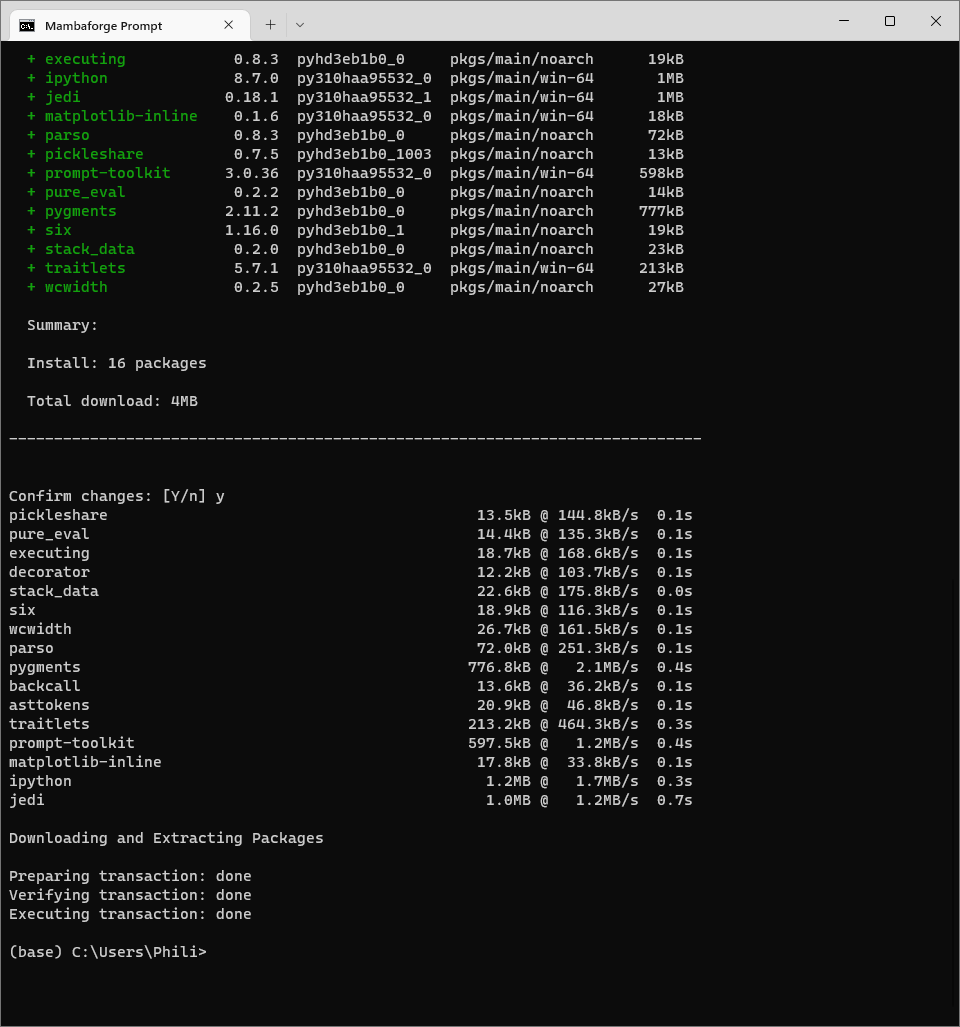 Mambaforge Prompt
+ executing 0.8.3 pyhd3eb1b0_0 pkgs/main/noarch 19kB
+ ipython 8.7.0 py310haa95532_0 pkgs/main/win-64 1MB
+ jedi 0.18.1 py310haa95532_1 pkgs/main/win-64 1MB
+ matplotlib-inline 0.1.6 py310haa95532_0 pkgs/main/win-64 18kB
+ parso 0.8.3 pyhd3eb1b0_0 pkgs/main/noarch 72kB
+ pickleshare 0.7.5 pyhd3eb1b0_1003 pkgs/main/noarch 13kB
+ prompt-toolkit 3.0.36 py310haa95532_0 pkgs/main/win-64 598kB
+ pure_eval 0.2.2 pyhd3eb1b0_0 pkgs/main/noarch 14kB
+ pygments 2.11.2 pyhd3eb1b0_0 pkgs/main/noarch 777kB
+ six 1.16.0 pyhd3eb1b0_1 pkgs/main/noarch 19kB
+ stack_data 0.2.0 pyhd3eb1b0_0 pkgs/main/noarch 23kB
+ traitlets 5.7.1 py310haa95532_0 pkgs/main/win-64 213kB
+ wcwidth 0.2.5 pyhd3eb1b0_0 pkgs/main/noarch 27kB
Summary:
Install: 16 packages
Total download: 4MB
─────────────────────────────────────────────────────────────────────────────
Confirm changes: [Y/n] y
pickleshare 13.5kB @ 144.8kB/s 0.1s
pure_eval 14.4kB @ 135.3kB/s 0.1s
executing 18.7kB @ 168.6kB/s 0.1s
decorator 12.2kB @ 103.7kB/s 0.1s
stack_data 22.6kB @ 175.8kB/s 0.0s
six 18.9kB @ 116.3kB/s 0.1s
wcwidth 26.7kB @ 161.5kB/s 0.1s
parso 72.0kB @ 251.3kB/s 0.1s
pygments 776.8kB @ 2.1MB/s 0.4s
backcall 13.6kB @ 36.2kB/s 0.1s
asttokens 20.9kB @ 46.8kB/s 0.1s
traitlets 213.2kB @ 464.3kB/s 0.3s
prompt-toolkit 597.5kB @ 1.2MB/s 0.4s
matplotlib-inline 17.8kB @ 33.8kB/s 0.1s
ipython 1.2MB @ 1.7MB/s 0.3s
jedi 1.0MB @ 1.2MB/s 0.7s
Downloading and Extracting Packages
Preparing transaction: done
Verifying transaction: done
Executing transaction: done
(base) C:\Users\Phili>